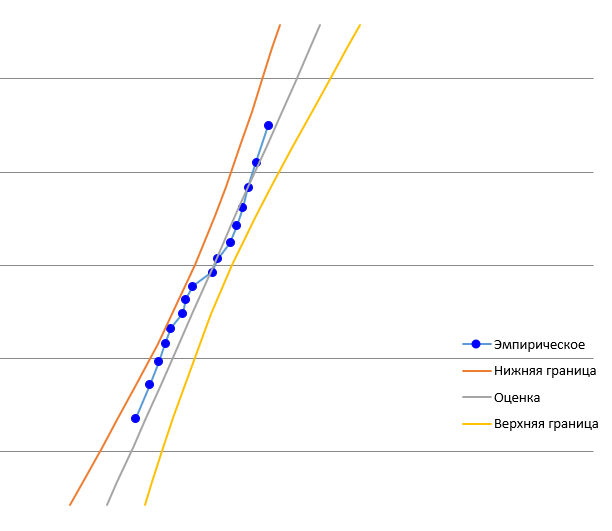 Эмпирическое
Нижняя граница
Оценка
Верхняя граница